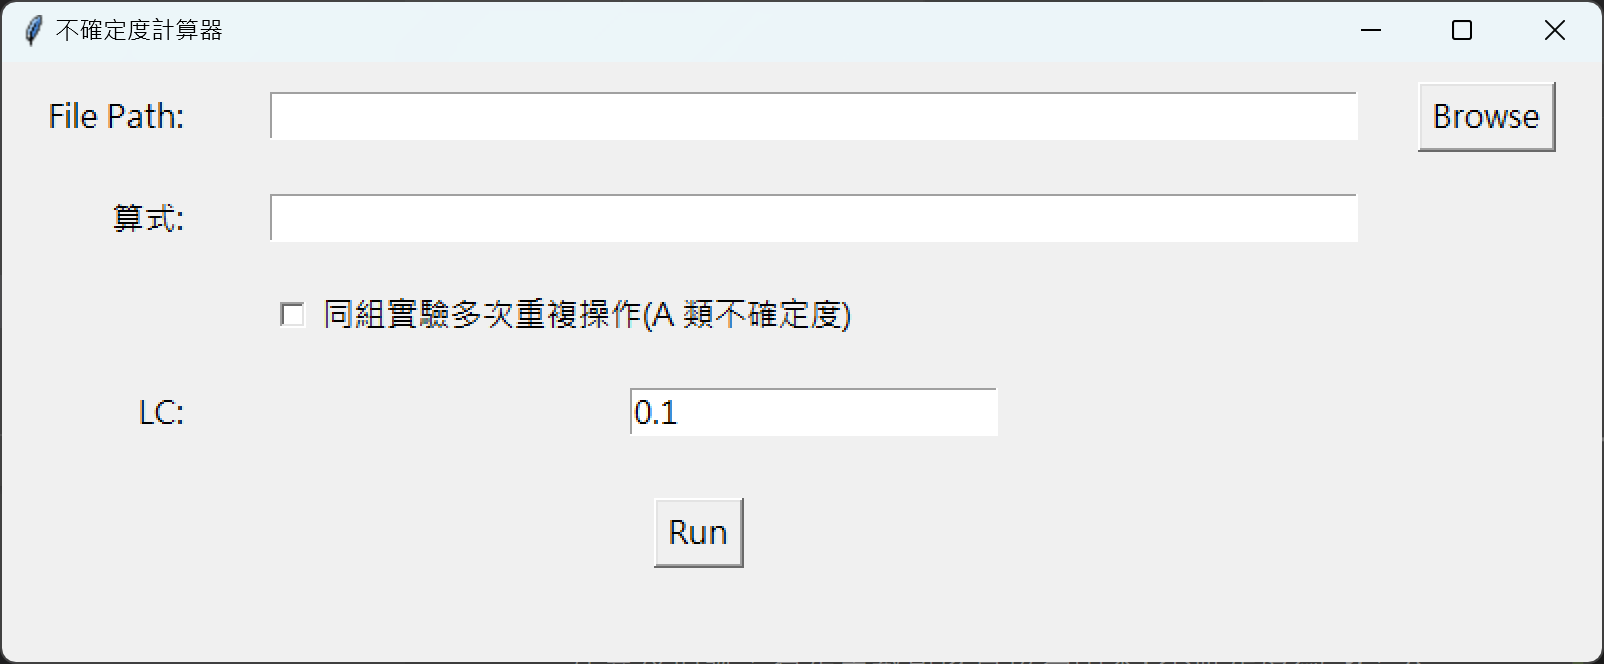 不確定度計算器
File Path:
Browse
算式:
同組實驗多次重複操作(A 類不確定度)
LC:
0.1
Run